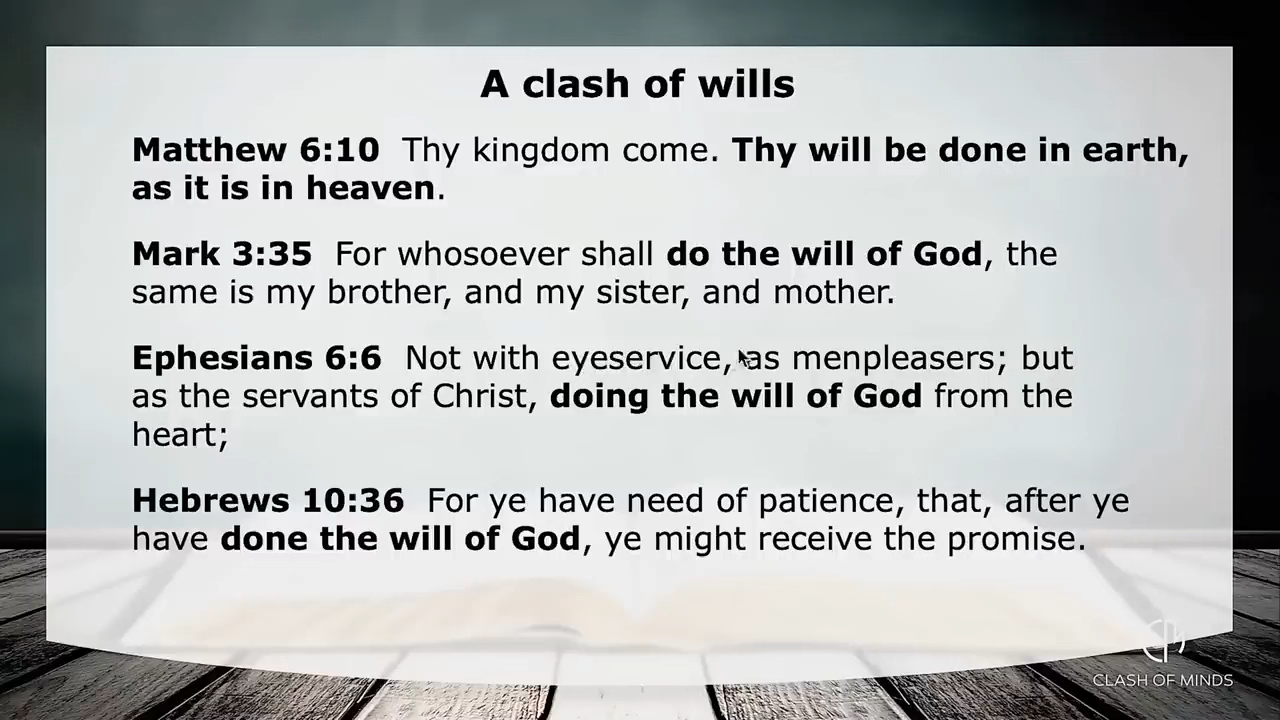 A clash of wills
Matthew 6:10 Thy kingdom come. Thy will be done in earth,
as it is in heaven.
Mark 3:35 For whosoever shall do the will of God, the
same is my brother, and my sister, and mother.
Ephesians 6:6 Not with eyeservice, as menpleasers; but
as the servants of Christ, doing the will of God from the
heart;
Hebrews 10:36 For ye have need of patience, that, after ye
have done the will of God, ye might receive the promise.
CLASH OF MINDS